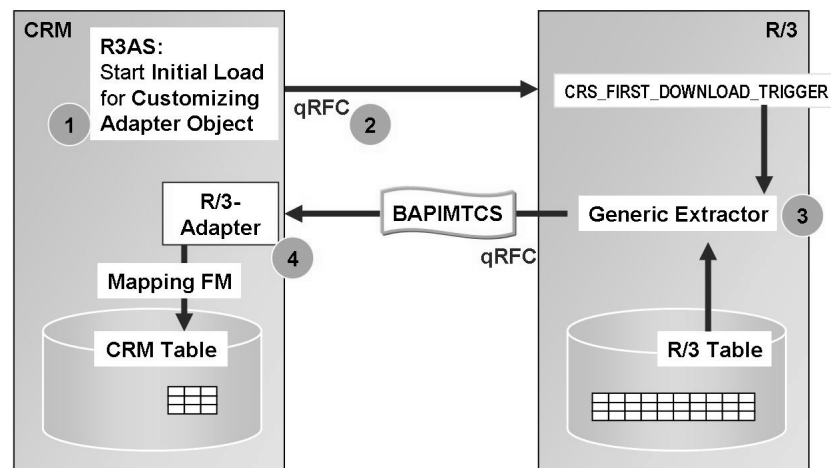 CRM
R/3
R3AS:
Start Initial Load
for Customizing
Adapter Object
1
qRFC
2
CRS_FIRST_DOWNLOAD_TRIGGER
R/3-
Adapter
BAPIMTCS
Generic Extractor
3
4
qRFC
Mapping FM
CRM Table
R/3 Table